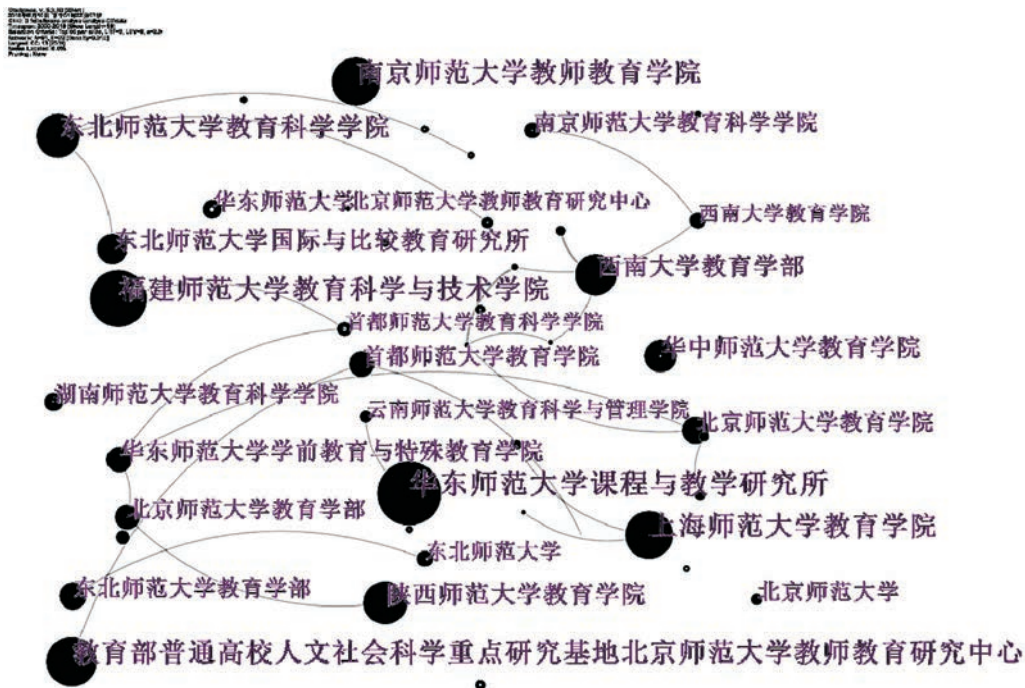 南京师范大学教师教育学院
东北师范大学教育科学学院
南京师范大学教育科学学院
华东师范大学
北京师范大学教师教育研究中心
西南大学教育学院
东北师范大学国际与比较教育研究所
西南大学教育学部
福建师范大学教育科学与技术学院
首都师范大学教育科学学院
首都师范大学教育学院
华中师范大学教育学院
湖南师范大学教育科学学院
云南师范大学教育科学与管理学院
北京师范大学教育学院
华东师范大学学前教育与特殊教育学院
华东师范大学课程与教学研究所
北京师范大学教育学部
上海师范大学教育学院
东北师范大学
东北师范大学教育学部
陕西师范大学教育学院
北京师范大学
教育部普通高校人文社会科学重点研究基地北京师范大学教师教育研究中心